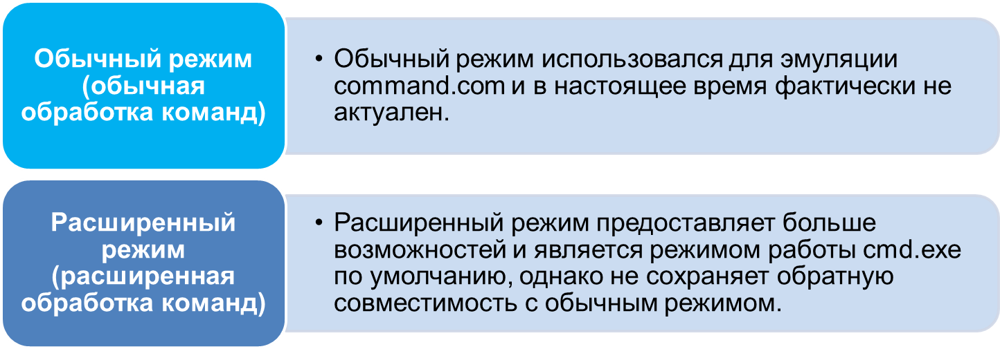 Обычный режим
(обычная
обработка команд)
• Обычный режим использовался для эмуляции
command.com и в настоящее время фактически не
актуален.
Расширенный
режим
(расширенная
обработка команд)
• Расширенный режим предоставляет больше
возможностей и является режимом работы cmd.exe
по умолчанию, однако не сохраняет обратную
совместимость с обычным режимом.